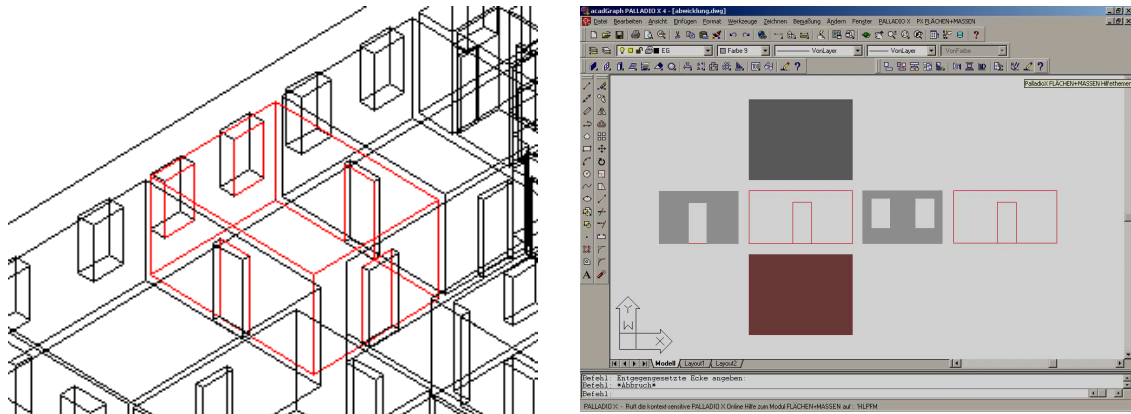 acadGraph PALLADIO X 4 - [abwicklung.dwg]
Datei Bearbeiten Ansicht Einfügen Format Werkzeuge Zeichnen Bemaßung Ändern Fenster PALLADIO X PX FLÄCHEN+MASSEN ?
EG Farbe 9 VonLayer VonLayer VonFarbe
PalladioX FLÄCHEN+MASSEN Hilfethemen
Y
W
X
Modell Layout1 Layout2
Befehl: Entgegengesetzte Ecke angeben:
Befehl: *Abbruch*
Befehl:
PALLADIO X - Ruft die kontext-sensitive PALLADIO X Online Hilfe zum Modul FLÄCHEN+MASSEN auf: 'HLPFM